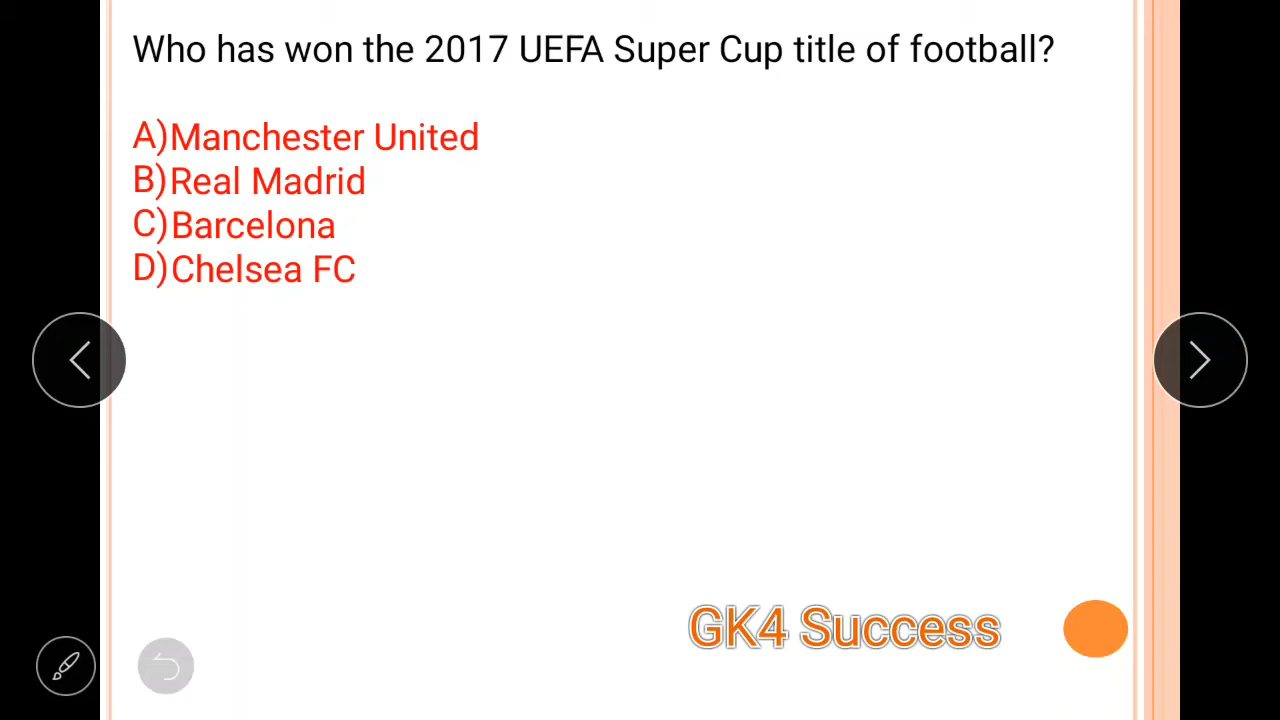 Who has won the 2017 UEFA Super Cup title of football?
A)Manchester United
B)Real Madrid
C)Barcelona
D)Chelsea FC
GK4 Success